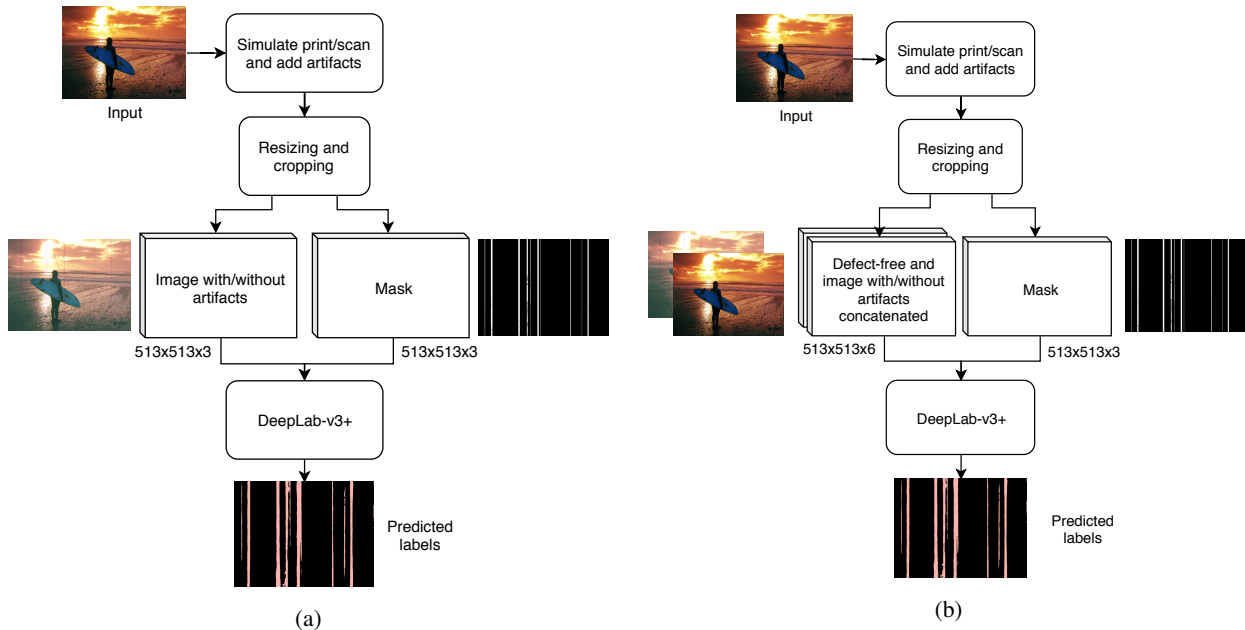 Simulate print/scan
and add artifacts
Input
Resizing and
cropping
Image with/without
artifacts
Mask
513x513x3
513x513x3
DeepLab-v3+
Predicted
labels
(a)
Simulate print/scan
and add artifacts
Input
Resizing and
cropping
Defect-free and
image with/without
artifacts
concatenated
Mask
513x513x6
513x513x3
DeepLab-v3+
Predicted
labels
(b)